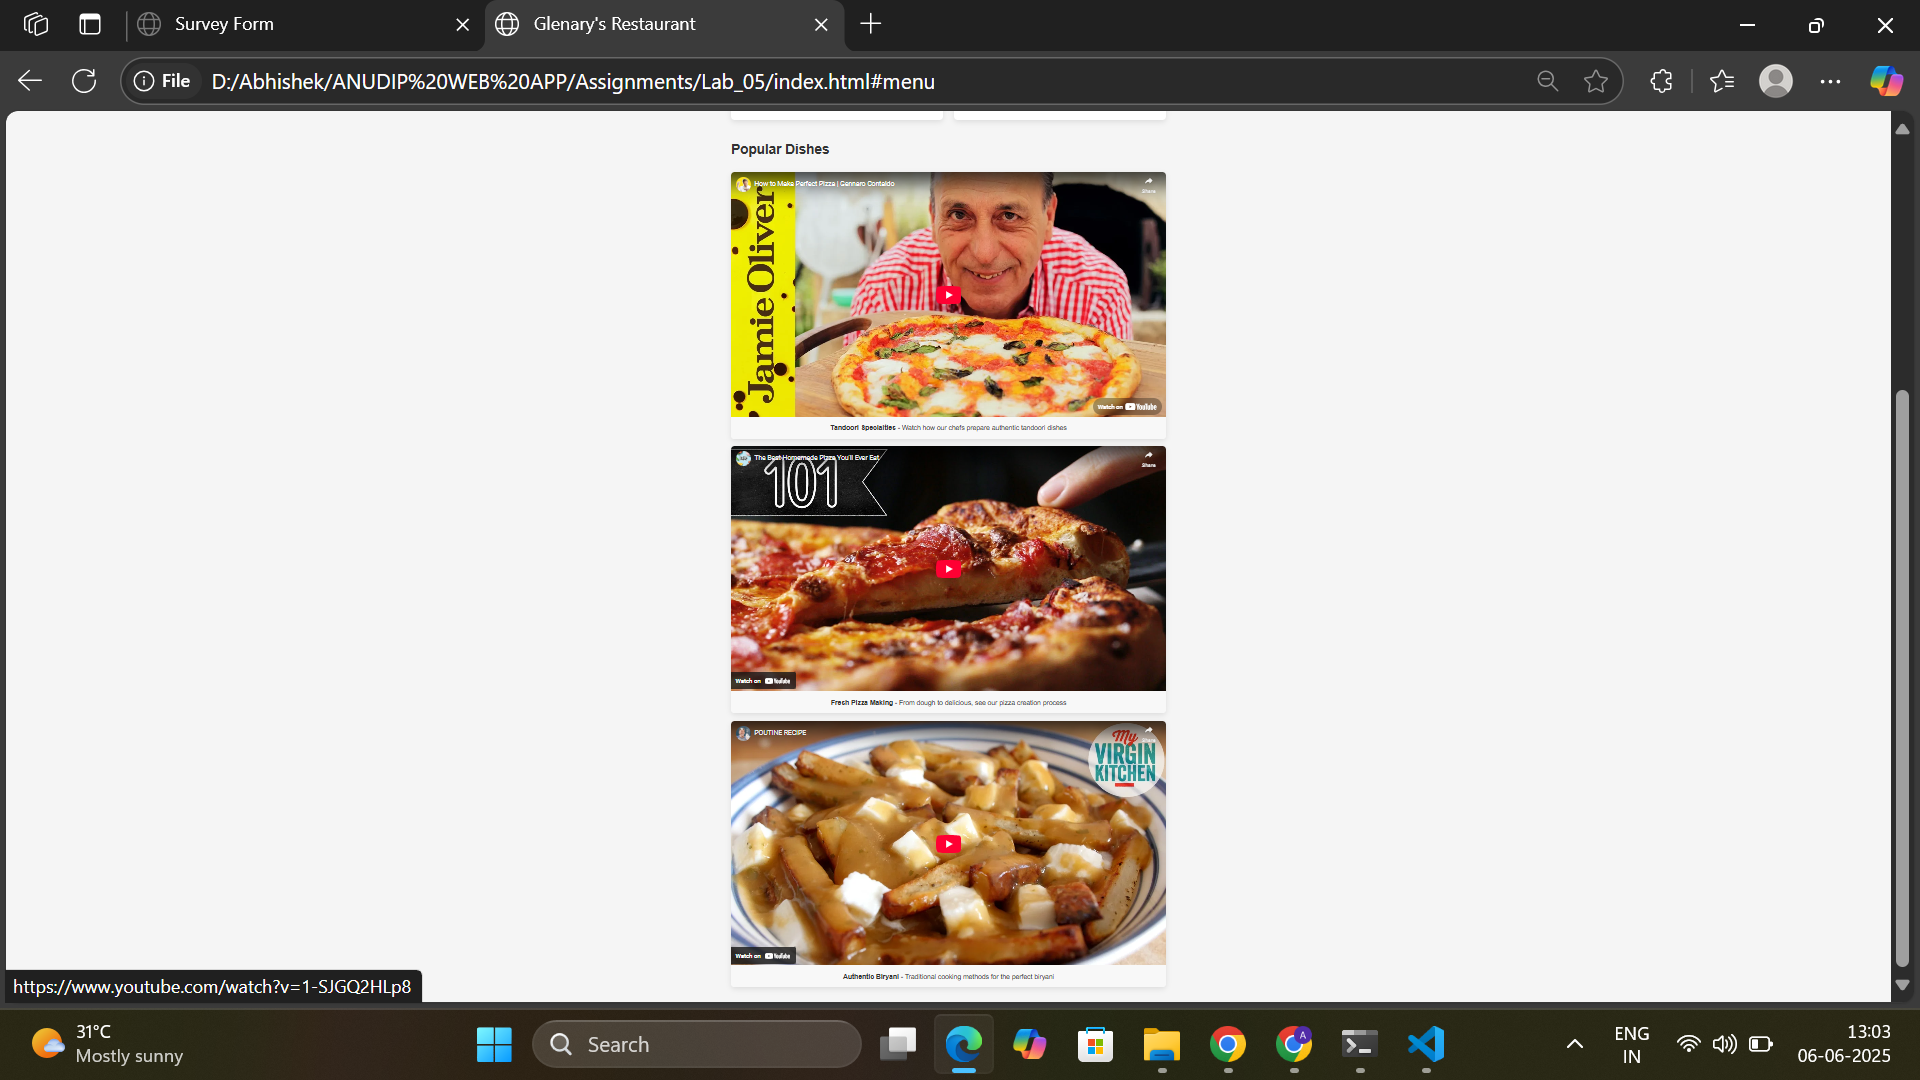 Survey Form
Glenary's Restaurant
File
D:/Abhishek/ANUDIP%20WEB%20APP/Assignments/Lab_05/index.html#menu
Popular Dishes
How to Make Perfect Pizza | Gennaro Contaldo
Share
Jamie Oliver
Watch on YouTube
Tandoori Specialties - Watch how our chefs prepare authentic tandoori dishes
The Best Homemade Pizza You'll Ever Eat
Share
101
Watch on YouTube
Fresh Pizza Making - From dough to delicious, see our pizza creation process
POUTINE RECIPE
Share
My
VIRGIN
KITCHEN
Watch on YouTube
Authentic Biryani - Traditional cooking methods for the perfect biryani
https://www.youtube.com/watch?v=1-SJGQ2HLp8
31°C
Mostly sunny
Search
A
ENG
IN
13:03
06-06-2025